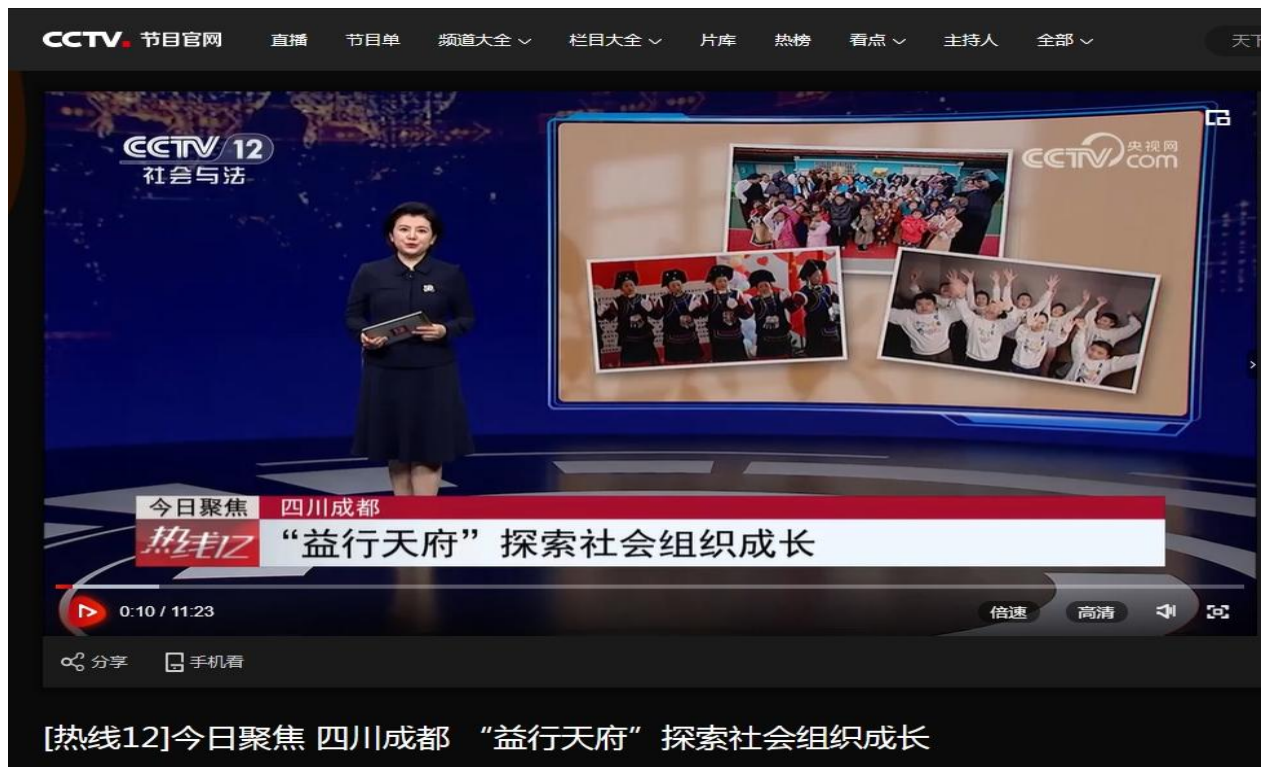 CCTV. 节目官网 直播 节目单 频道大全 栏目大全 片库 热榜 看点 主持人 全部 天下
CCTV 12
社会与法
CCTV com 央视网
今日聚焦 四川成都
热线12 “益行天府”探索社会组织成长
0:10 / 11:23 倍速 高清
分享 手机看
[热线12]今日聚焦 四川成都 “益行天府”探索社会组织成长